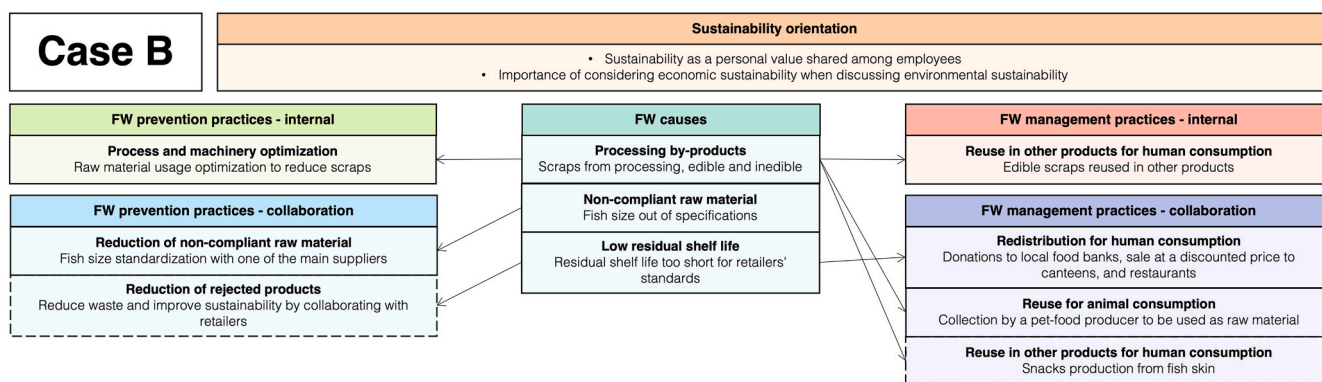 Case B
Sustainability orientation
• Sustainability as a personal value shared among employees
• Importance of considering economic sustainability when discussing environmental sustainability
FW prevention practices - internal
Process and machinery optimization
Raw material usage optimization to reduce scraps
FW prevention practices - collaboration
Reduction of non-compliant raw material
Fish size standardization with one of the main suppliers
Reduction of rejected products
Reduce waste and improve sustainability by collaborating with
retailers
FW causes
Processing by-products
Scraps from processing, edible and inedible
Non-compliant raw material
Fish size out of specifications
Low residual shelf life
Residual shelf life too short for retailers'
standards
FW management practices - internal
Reuse in other products for human consumption
Edible scraps reused in other products
FW management practices - collaboration
Redistribution for human consumption
Donations to local food banks, sale at a discounted price to
canteens, and restaurants
Reuse for animal consumption
Collection by a pet-food producer to be used as raw material
Reuse in other products for human consumption
Snacks production from fish skin